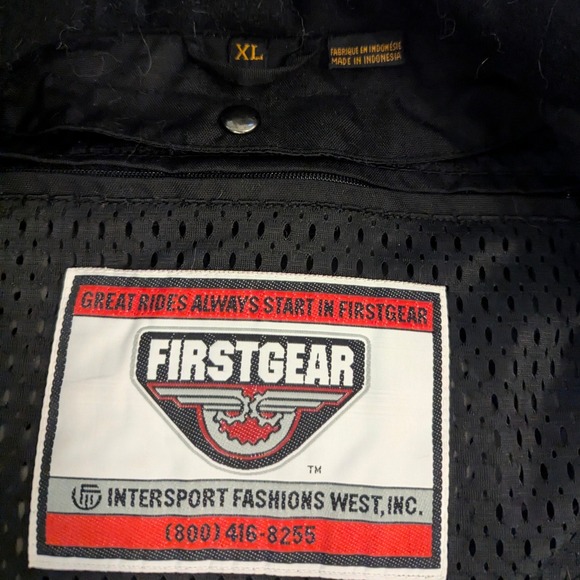 XL
FABRIQUE EN INDONÉSIE
MADE IN INDONESIA
GREAT RIDES ALWAYS START IN FIRSTGEAR
FIRSTGEAR
TM
INTERSPORT FASHIONS WEST, INC.
(800) 416-8255